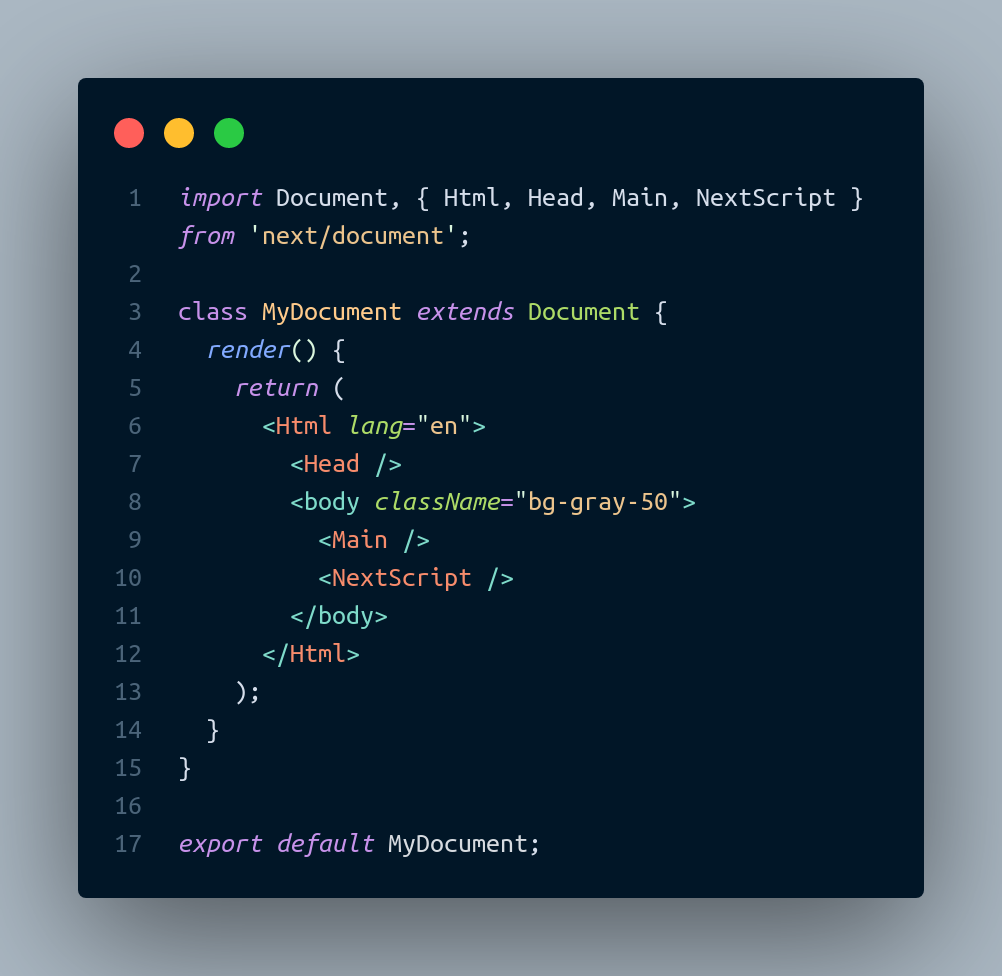 1 import Document, { Html, Head, Main, NextScript }
from 'next/document';
2
3 class MyDocument extends Document {
4   render() {
5     return (
6       <Html lang="en">
7         <Head />
8         <body className="bg-gray-50">
9           <Main />
10           <NextScript />
11         </body>
12       </Html>
13     );
14   }
15 }
16
17 export default MyDocument;